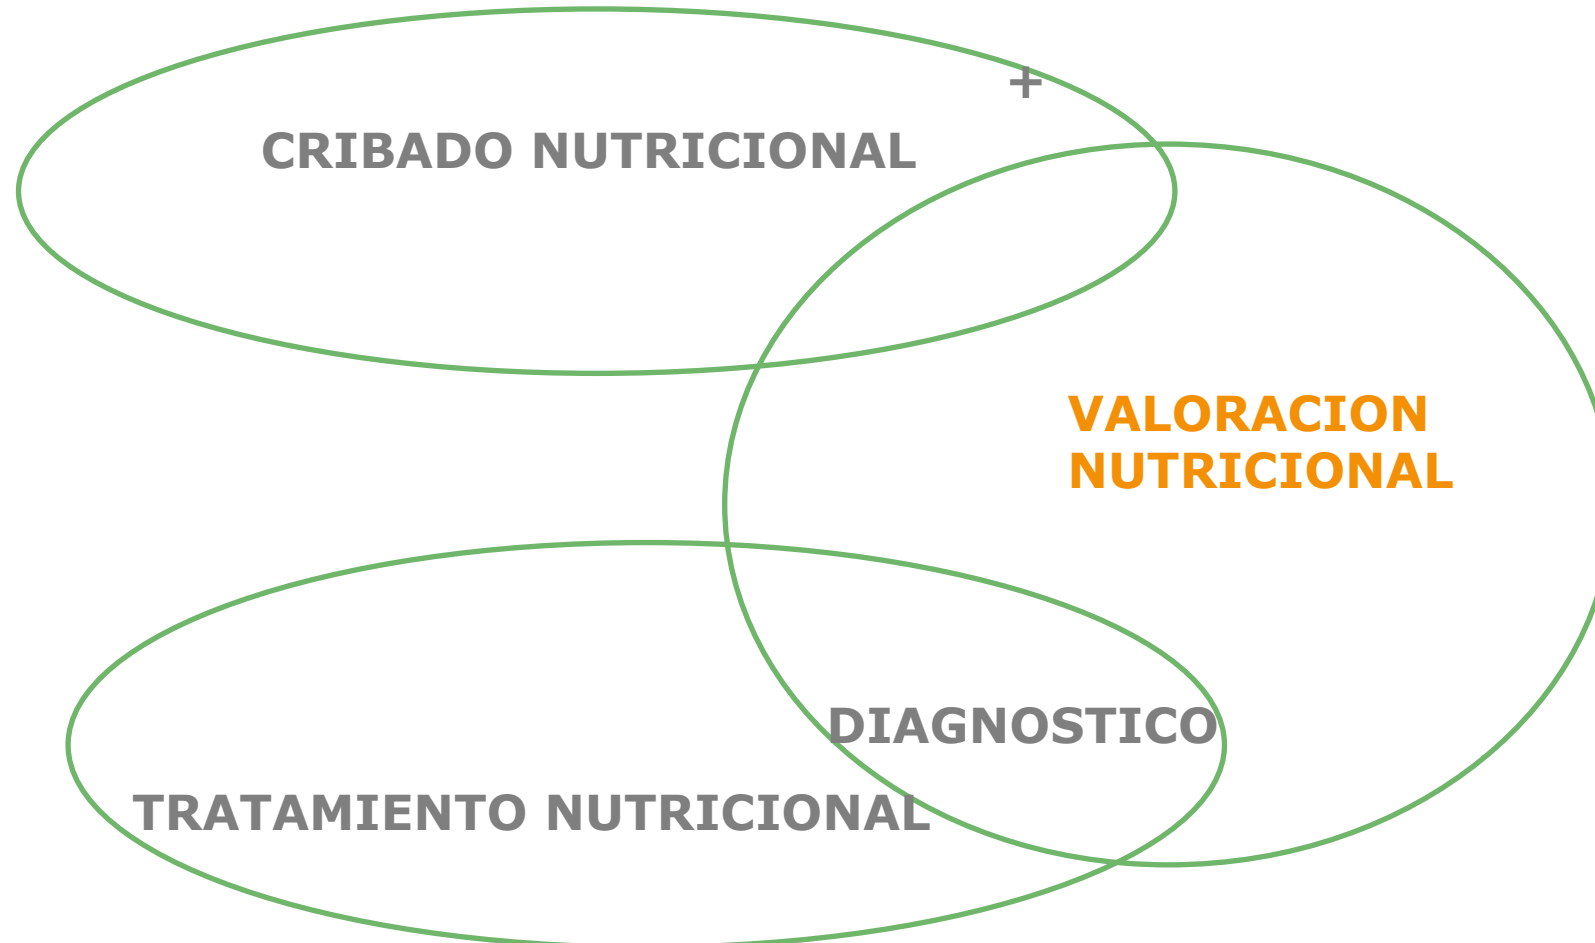 +
CRIBADO NUTRICIONAL
VALORACION
NUTRICIONAL
DIAGNOSTICO
TRATAMIENTO NUTRICIONAL